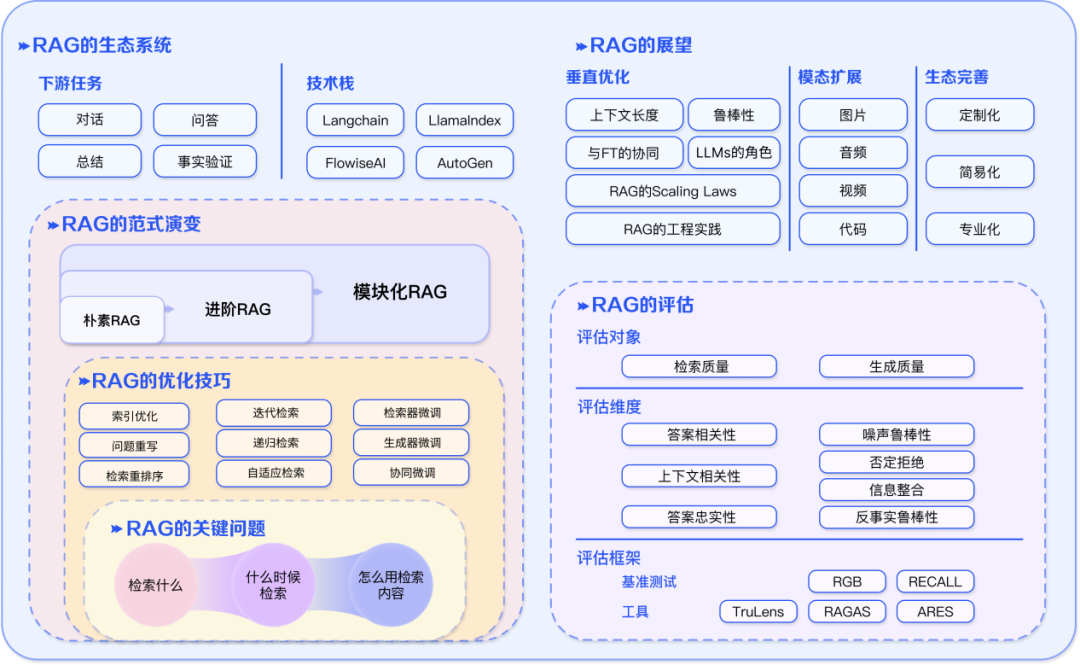 RAG的生态系统
下游任务
对话
问答
总结
事实验证
技术栈
Langchain
LlamaIndex
FlowiseAI
AutoGen
RAG的范式演变
朴素RAG
进阶RAG
模块化RAG
RAG的优化技巧
索引优化
迭代检索
检索器微调
问题重写
递归检索
生成器微调
检索重排序
自适应检索
协同微调
RAG的关键问题
检索什么
什么时候
检索
怎么用检索
内容
RAG的展望
垂直优化
上下文长度
鲁棒性
与FT的协同
LLMs的角色
RAG的Scaling Laws
RAG的工程实践
模态扩展
图片
音频
视频
代码
生态完善
定制化
简易化
专业化
RAG的评估
评估对象
检索质量
生成质量
评估维度
答案相关性
上下文相关性
答案忠实性
噪声鲁棒性
否定拒绝
信息整合
反事实鲁棒性
评估框架
基准测试
RGB
RECALL
工具
TruLens
RAGAS
ARES